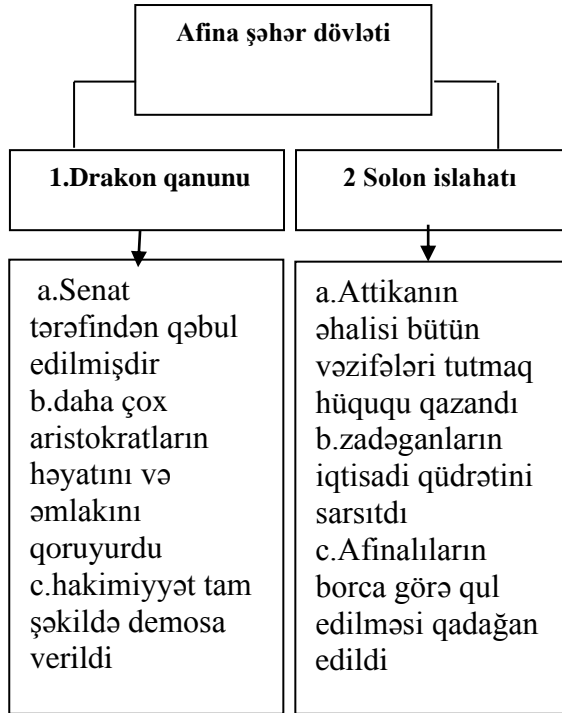 Afina şəhər dövləti
1.Drakon qanunu
2 Solon islahatı
a.Senat
tərəfindən qəbul
edilmişdir
b.daha çox
aristokratların
həyatını və
əmlakını
qoruyurdu
c.hakimiyyət tam
şəkildə demosa
verildi
a.Attikanın
əhalisi bütün
vəzifələri tutmaq
hüququ qazandı
b.zadəganların
iqtisadi qüdrətini
sarsıtdı
c.Afinalıların
borca görə qul
edilməsi qadağan
edildi